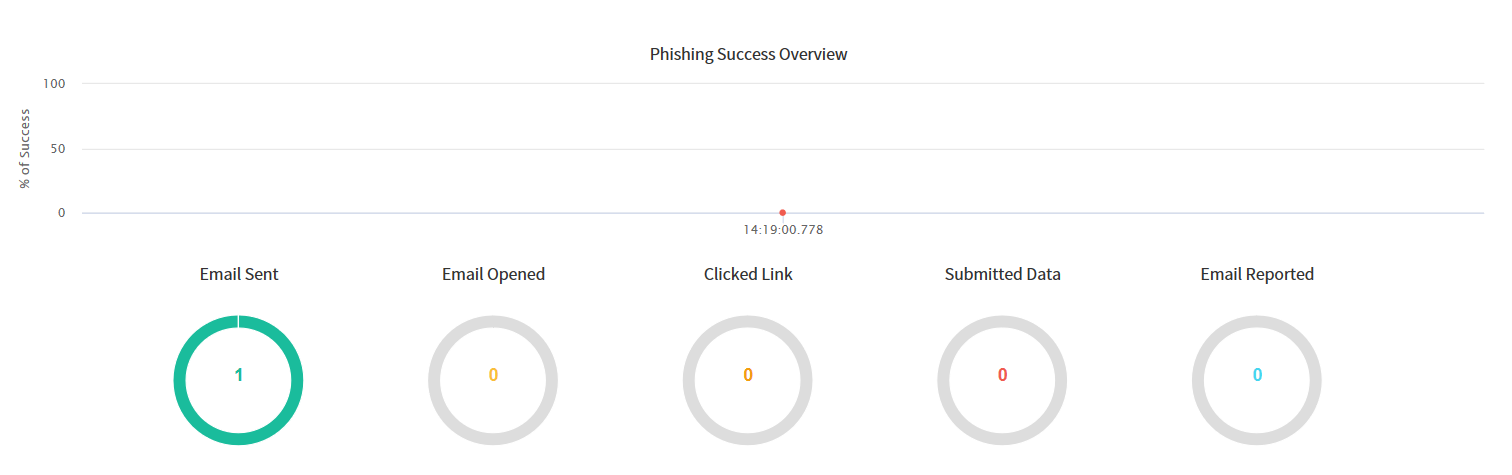 Phishing Success Overview
100
% of Success
50
0
14:19:00.778
Email Sent
Email Opened
Clicked Link
Submitted Data
Email Reported
1
0
0
0
0